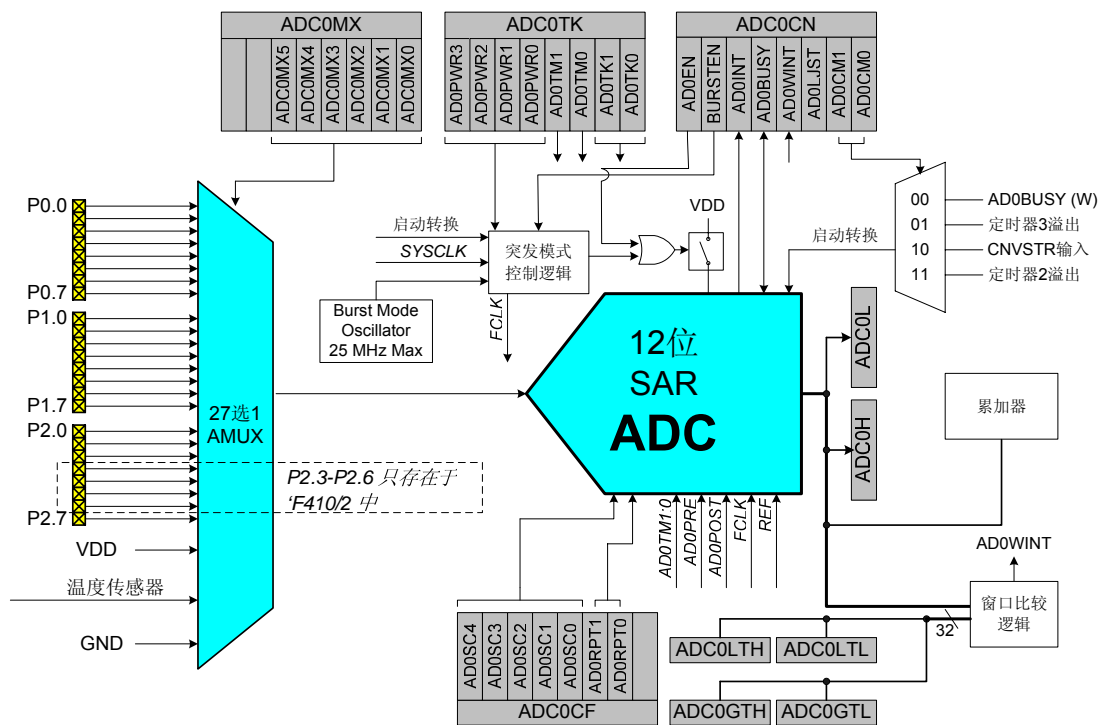 ADC0MX
ADC0MX5
ADC0MX4
ADC0MX3
ADC0MX2
ADC0MX1
ADC0MX0
ADC0TK
AD0PWR3
AD0PWR2
AD0PWR1
AD0PWR0
AD0TM1
AD0TM0
AD0TK1
AD0TK0
ADC0CN
AD0EN
BURSTEN
AD0INT
AD0BUSY
AD0WINT
AD0LJST
AD0CM1
AD0CM0
P0.0
P0.7
P1.0
P1.7
P2.0
P2.7
VDD
温度传感器
GND
27选1
AMUX
P2.3-P2.6 只存在于
'F410/2 中
启动转换
SYSCLK
Burst Mode
Oscillator
25 MHz Max
突发模式
控制逻辑
FCLK
VDD
启动转换
00
01
10
11
AD0BUSY (W)
定时器3溢出
CNVSTR输入
定时器2溢出
12位
SAR
ADC
ADC0L
ADC0H
累加器
AD0TM1:0
AD0PRE
AD0POST
FCLK
REF
AD0WINT
窗口比较
逻辑
32
AD0SC4
AD0SC3
AD0SC2
AD0SC1
AD0SC0
AD0RPT1
AD0RPT0
ADC0CF
ADC0LTH
ADC0LTL
ADC0GTH
ADC0GTL